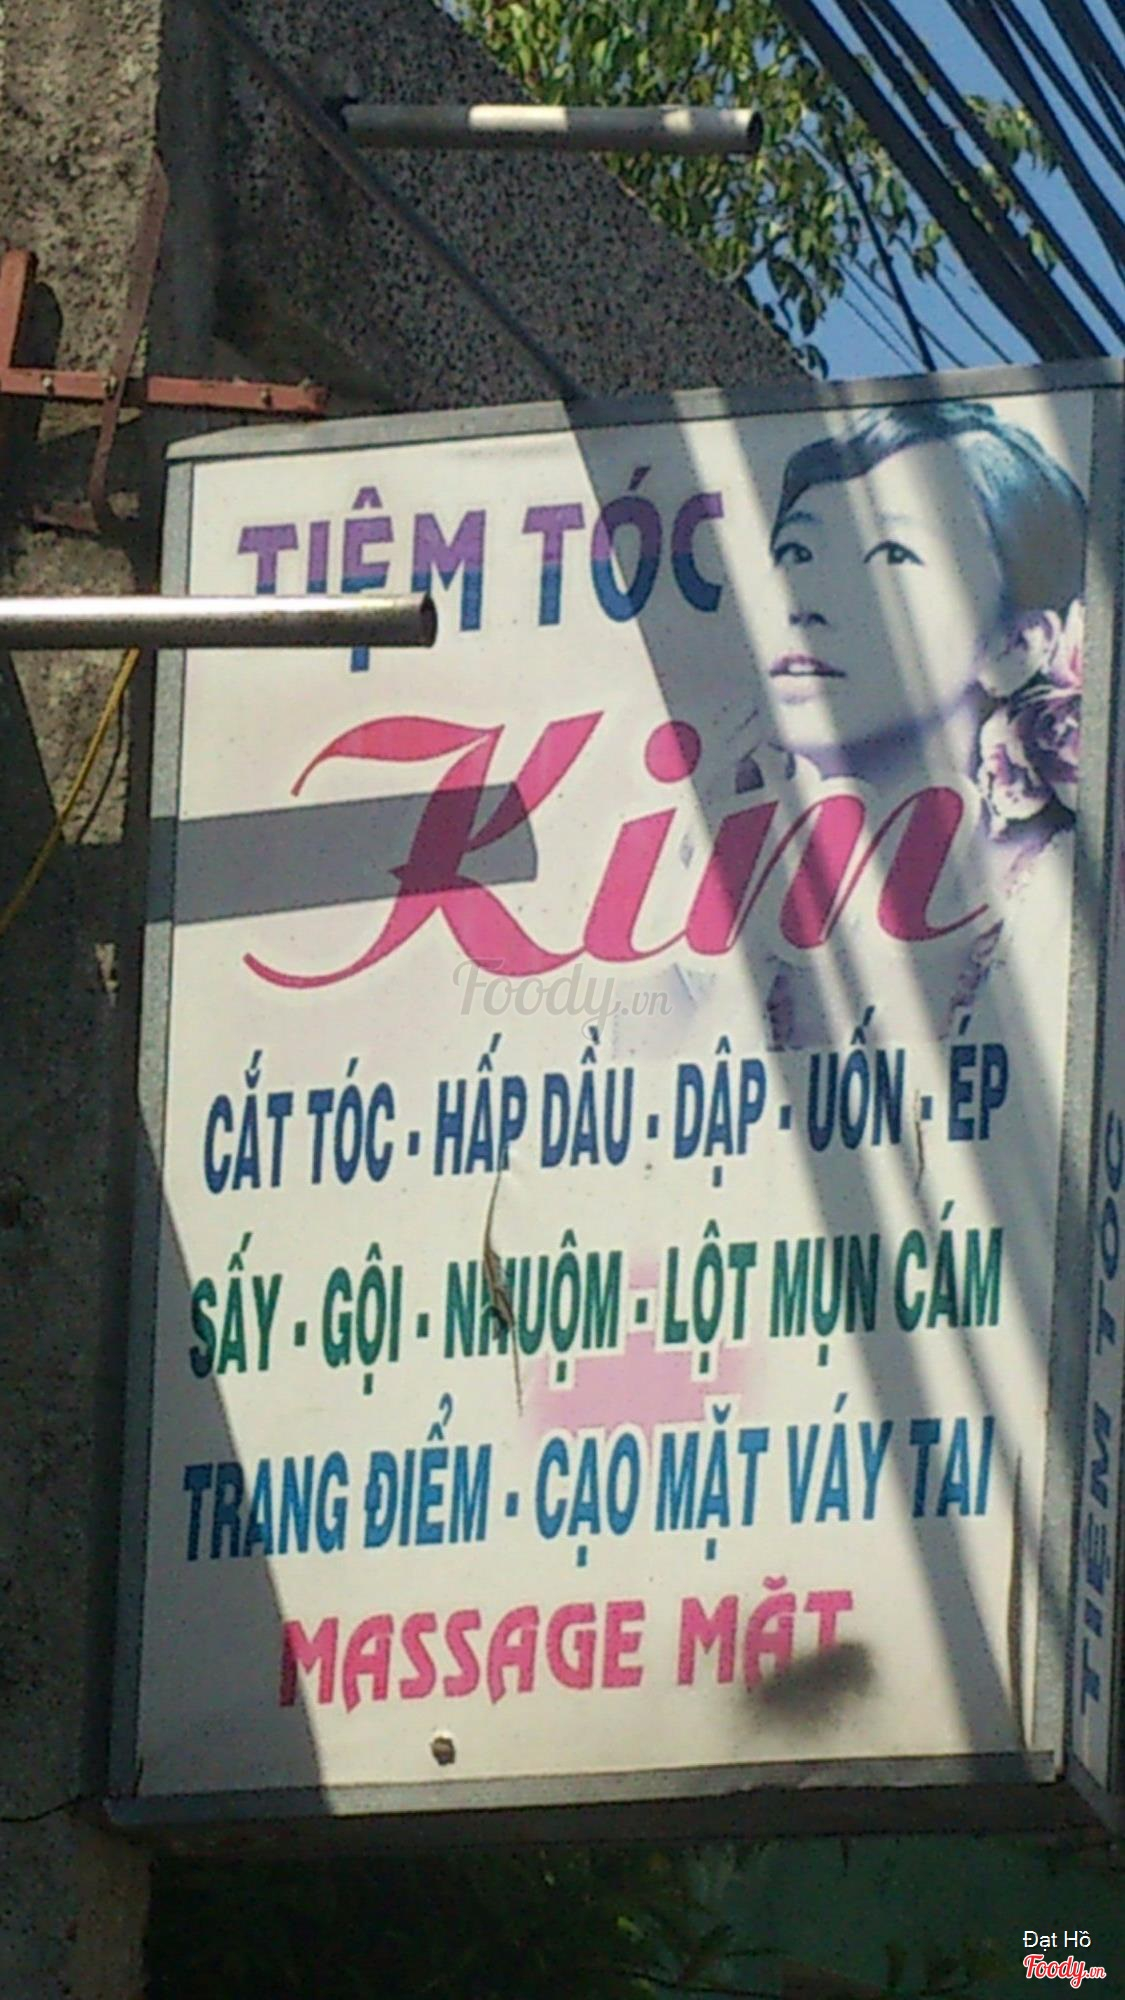 TIỆM TÓC
Kim
Foody.vn
CẮT TÓC - HẤP DẦU - DẬP - UỐN - ÉP
SẤY - GỘI - NHUỘM - LỘT MỤN CÁM
TRANG ĐIỂM - CẠO MẶT VÁY TAI
MASSAGE MẶT
TIỆM TÓC
Đạt Hồ
Foody.vn